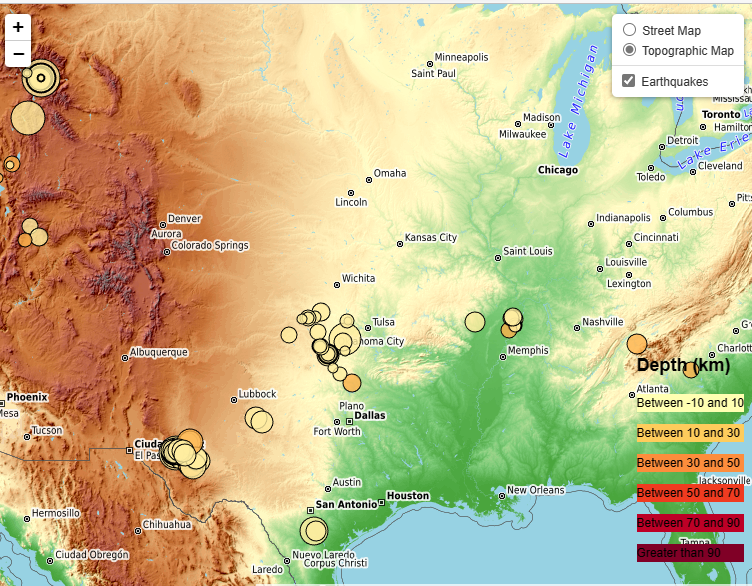 +
−
Street Map
Topographic Map
Earthquakes
Minneapolis
Saint Paul
Lake Michigan
Madison
Milwaukee
Chicago
Mississa
Toronto
Hamilton
Detroit
Lake Erie
Cleveland
Toledo
Omaha
Lincoln
Pitts
Denver
Aurora
Colorado Springs
Kansas City
Indianapolis
Columbus
Cincinnati
Saint Louis
Louisville
Lexington
Wichita
Tulsa
homa City
Nashville
Memphis
Charlott
Albuquerque
Depth (km)
Phoenix
Mesa
Lubbock
Atlanta
Between -10 and 10
Plano
Dallas
Fort Worth
Tucson
Between 10 and 30
Ciuda
El Pas
Between 30 and 50
Austin
Houston
San Antonio
New Orleans
Jacksonville
Between 50 and 70
Hermosillo
Chihuahua
Between 70 and 90
Tampa
Greater than 90
Ciudad Obregón
Nuevo Laredo
Laredo
Corpus Christi